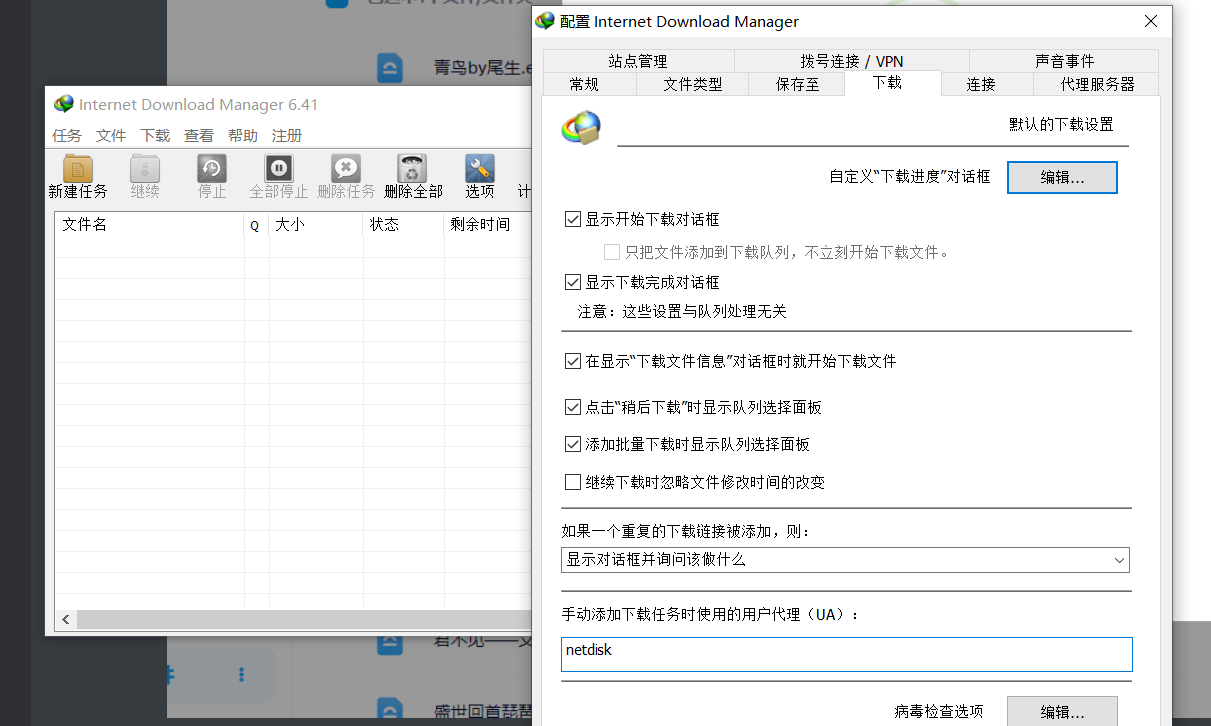 青鸟by尾生.e
Internet Download Manager 6.41
任务 文件 下载 查看 帮助 注册
新建任务 继续 停止 全部停止 删除任务 删除全部 选项 计
文件名 Q 大小 状态 剩余时间
君不见——
盛世回首琵琶
配置 Internet Download Manager
站点管理 拨号连接 / VPN 声音事件
常规 文件类型 保存至 下载 连接 代理服务器
默认的下载设置
自定义“下载进度”对话框 编辑...
显示开始下载对话框
只把文件添加到下载队列，不立刻开始下载文件。
显示下载完成对话框
注意：这些设置与队列处理无关
在显示“下载文件信息”对话框时就开始下载文件
点击“稍后下载”时显示队列选择面板
添加批量下载时显示队列选择面板
继续下载时忽略文件修改时间的改变
如果一个重复的下载链接被添加，则：
显示对话框并询问该做什么
手动添加下载任务时使用的用户代理（UA）：
netdisk
病毒检查选项 编辑...